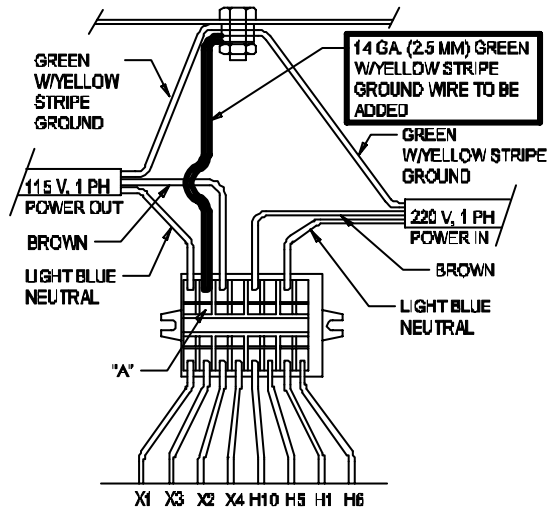 14 GA. (2.5 MM) GREEN
W/YELLOW STRIPE
GROUND WIRE TO BE
ADDED
GREEN
W/YELLOW
STRIPE
GROUND
GREEN
W/YELLOW STRIPE
GROUND
115 V, 1 PH
POWER OUT
220 V, 1 PH
POWER IN
BROWN
BROWN
LIGHT BLUE
NEUTRAL
LIGHT BLUE
NEUTRAL
"A"
X1 X3 X2 X4 H10 H5 H1 H6